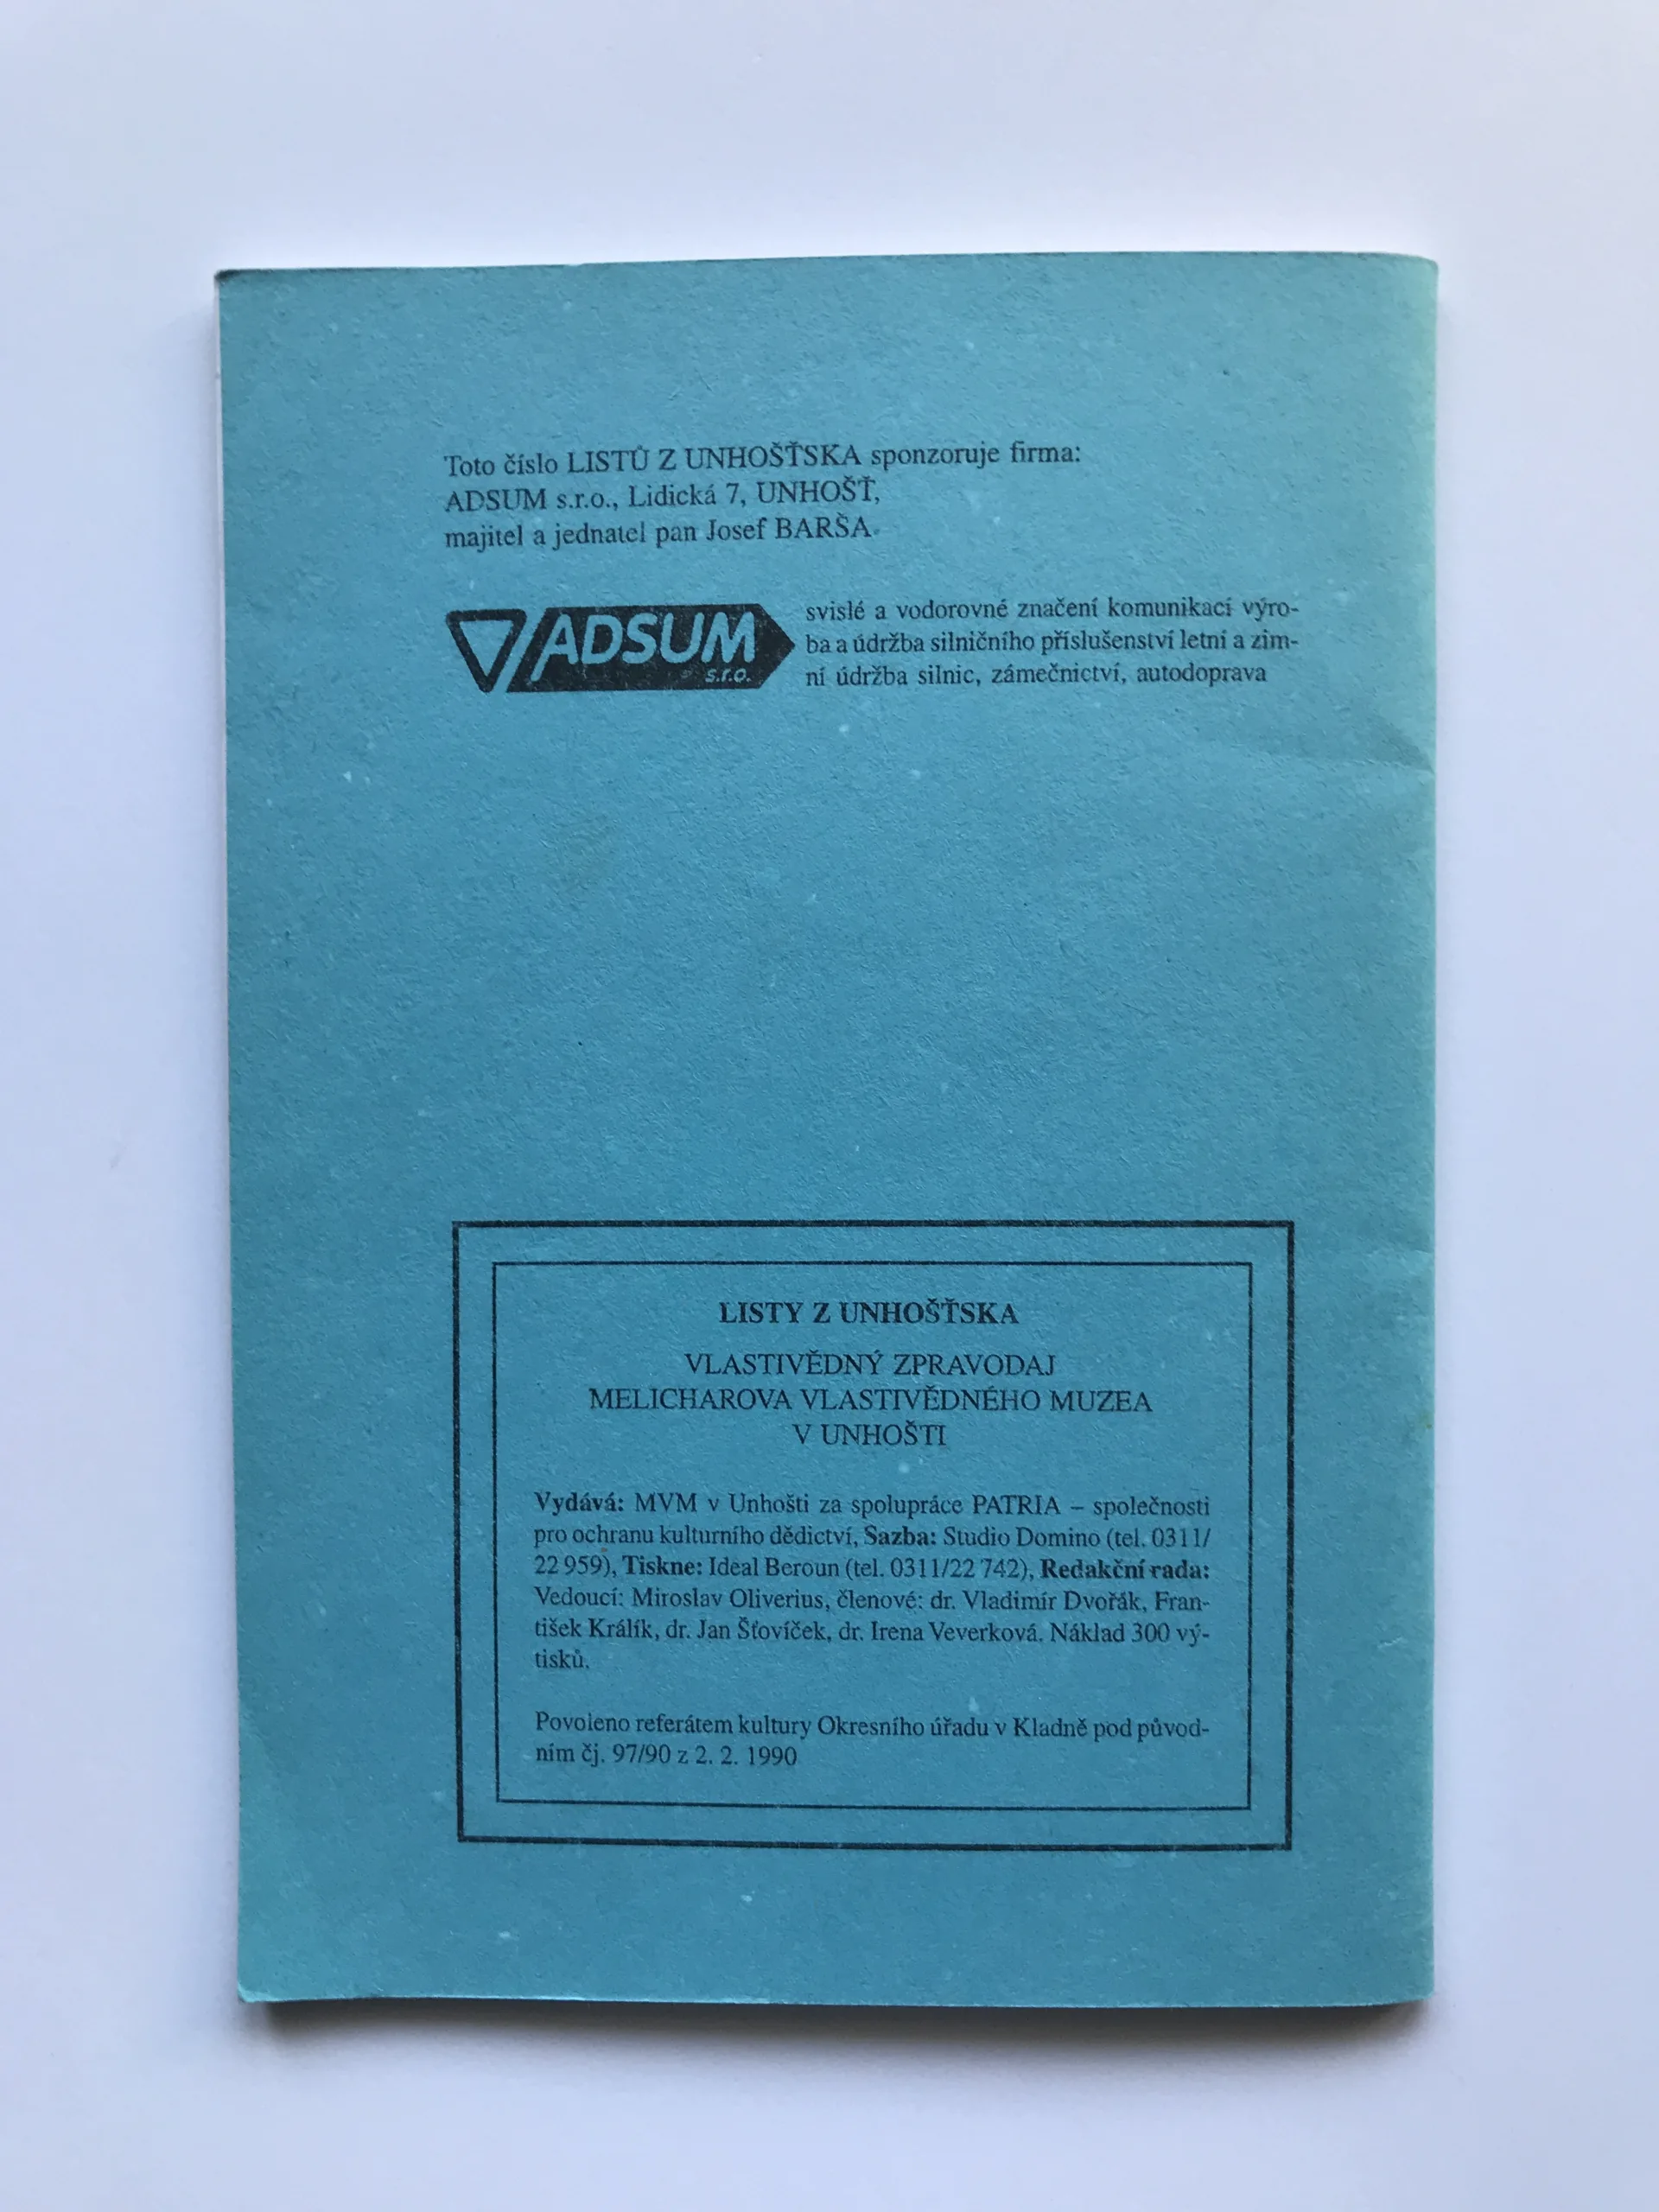 Toto číslo LISTŮ Z UNHOŠŤSKA sponzoruje firma:
ADSUM s.r.o., Lidická 7, UNHOŠŤ,
majitel a jednatel pan Josef BARŠA.
ADSUM
s.r.o.
svislé a vodorovné značení komunikací výro-
ba a údržba silničního příslušenství letní a zim-
ní údržba silnic, zámečnictví, autodoprava
LISTY Z UNHOŠŤSKA
VLASTIVĚDNÝ ZPRAVODAJ
MELICHAROVA VLASTIVĚDNÉHO MUZEA
V UNHOŠTI
Vydává: MVM v Unhošti za spolupráce PATRIA – společnosti
pro ochranu kulturního dědictví, Sazba: Studio Domino (tel. 0311/
22 959), Tiskne: Ideal Beroun (tel. 0311/22 742), Redakční rada:
Vedoucí: Miroslav Oliverius, členové: dr. Vladimír Dvořák, Fran-
tišek Králík, dr. Jan Šťovíček, dr. Irena Veverková. Náklad 300 vý-
tisků.
Povoleno referátem kultury Okresního úřadu v Kladně pod původ-
ním čj. 97/90 z 2. 2. 1990